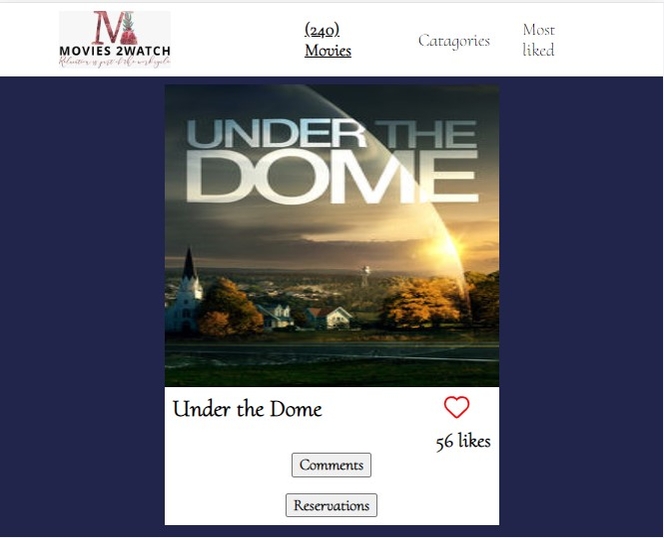 M
MOVIES 2WATCH
(240)
Movies
Catagories
Most
liked
UNDER THE
DOME
Under the Dome
56 likes
Comments
Reservations